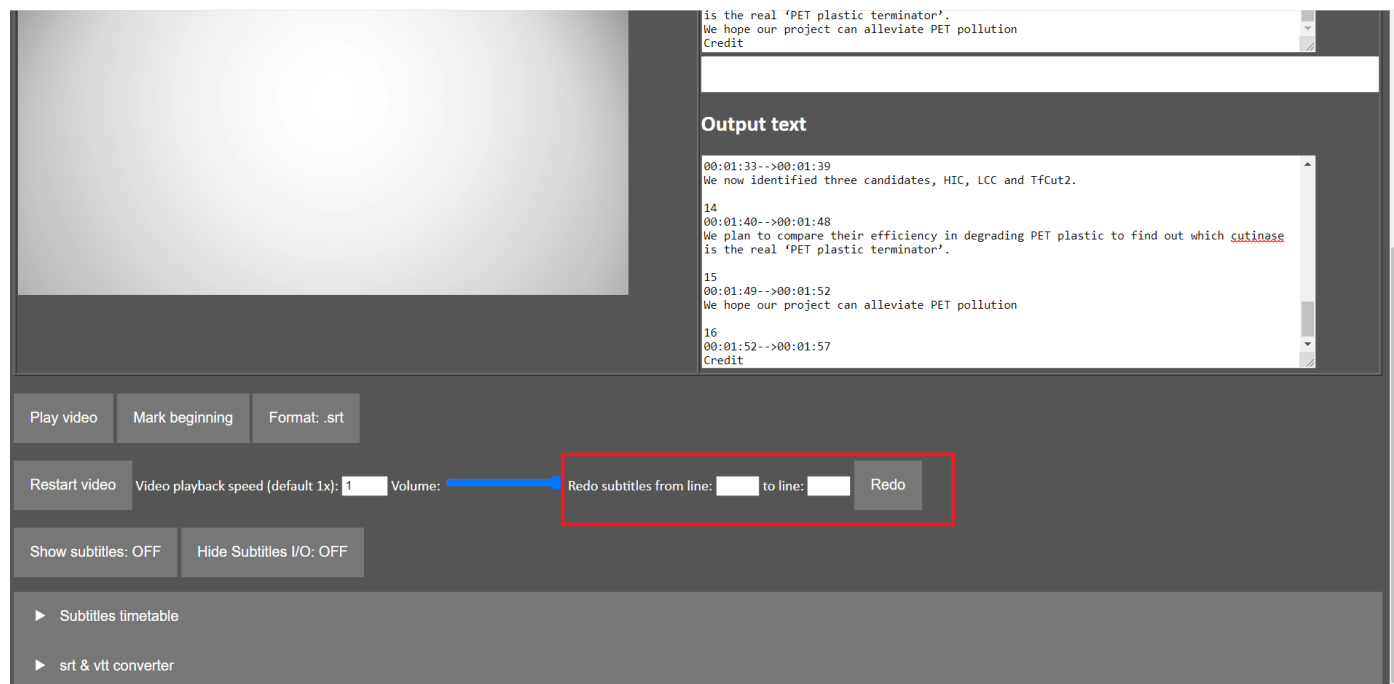 is the real ‘PET plastic terminator’.
We hope our project can alleviate PET pollution
Credit
Output text
00:01:33-->00:01:39
We now identified three candidates, HIC, LCC and TfCut2.
14
00:01:40-->00:01:48
We plan to compare their efficiency in degrading PET plastic to find out which cutinase
is the real ‘PET plastic terminator’.
15
00:01:49-->00:01:52
We hope our project can alleviate PET pollution
16
00:01:52-->00:01:57
Credit
Play video Mark beginning Format: .srt
Restart video Video playback speed (default 1x): 1 Volume: Redo subtitles from line: to line: Redo
Show subtitles: OFF Hide Subtitles I/O: OFF
Subtitles timetable
srt & vtt converter